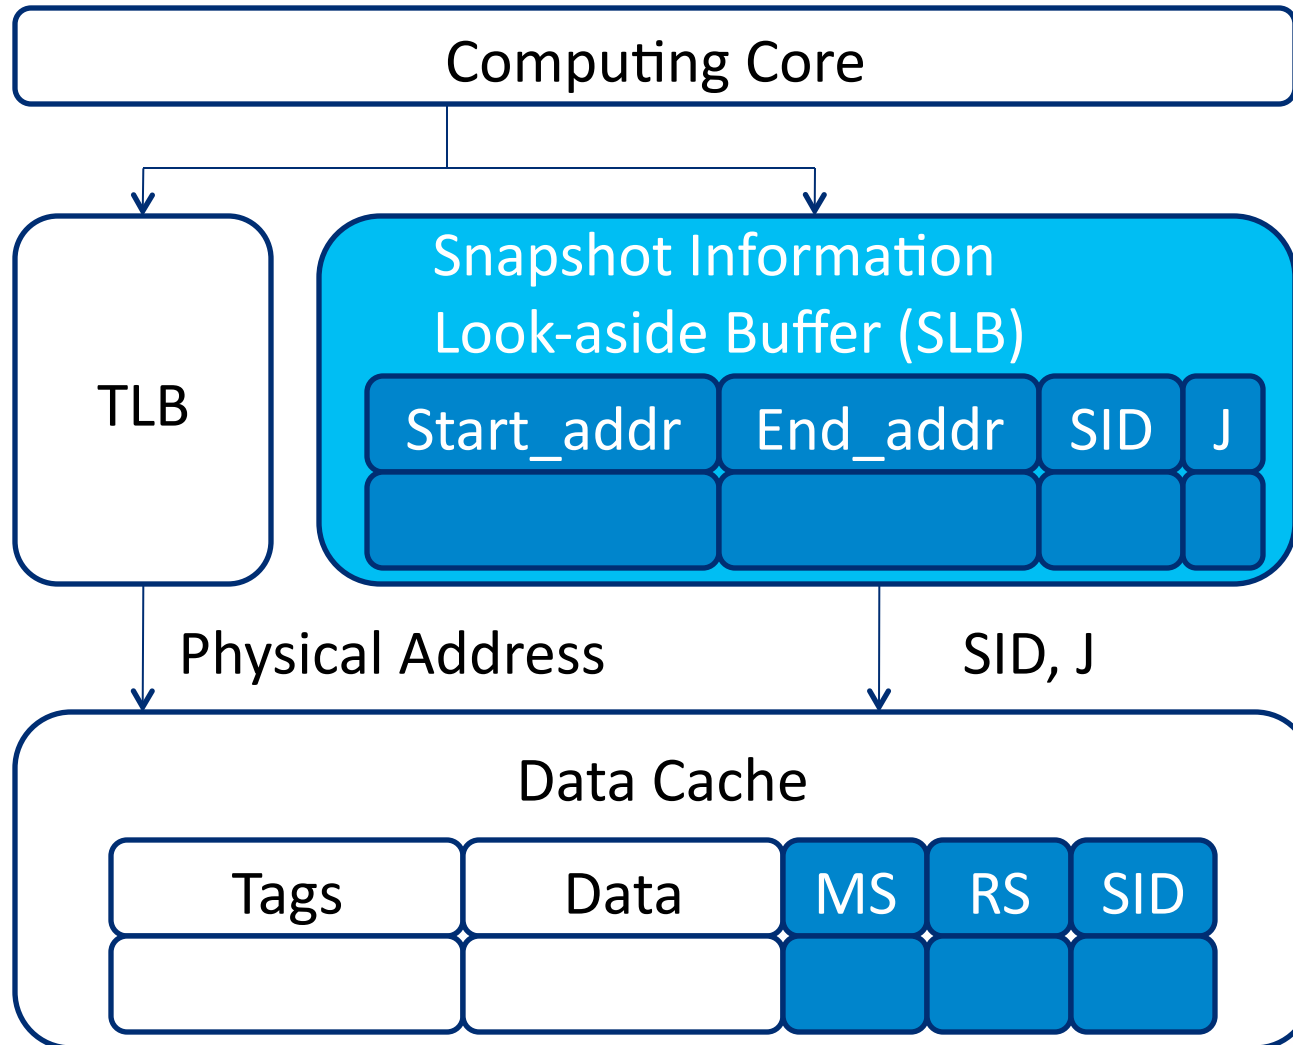 Computing Core
Snapshot Information
Look-aside Buffer (SLB)
TLB
Start_addr End_addr SID J
Physical Address
SID, J
Data Cache
Tags Data MS RS SID